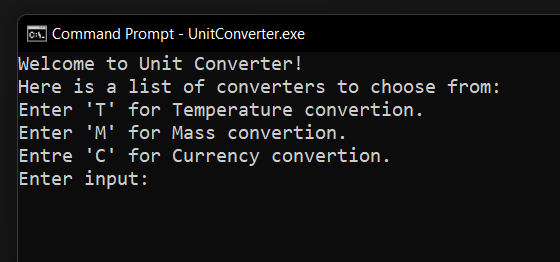 Command Prompt - UnitConverter.exe
Welcome to Unit Converter!
Here is a list of converters to choose from:
Enter 'T' for Temperature convertion.
Enter 'M' for Mass convertion.
Entre 'C' for Currency convertion.
Enter input: